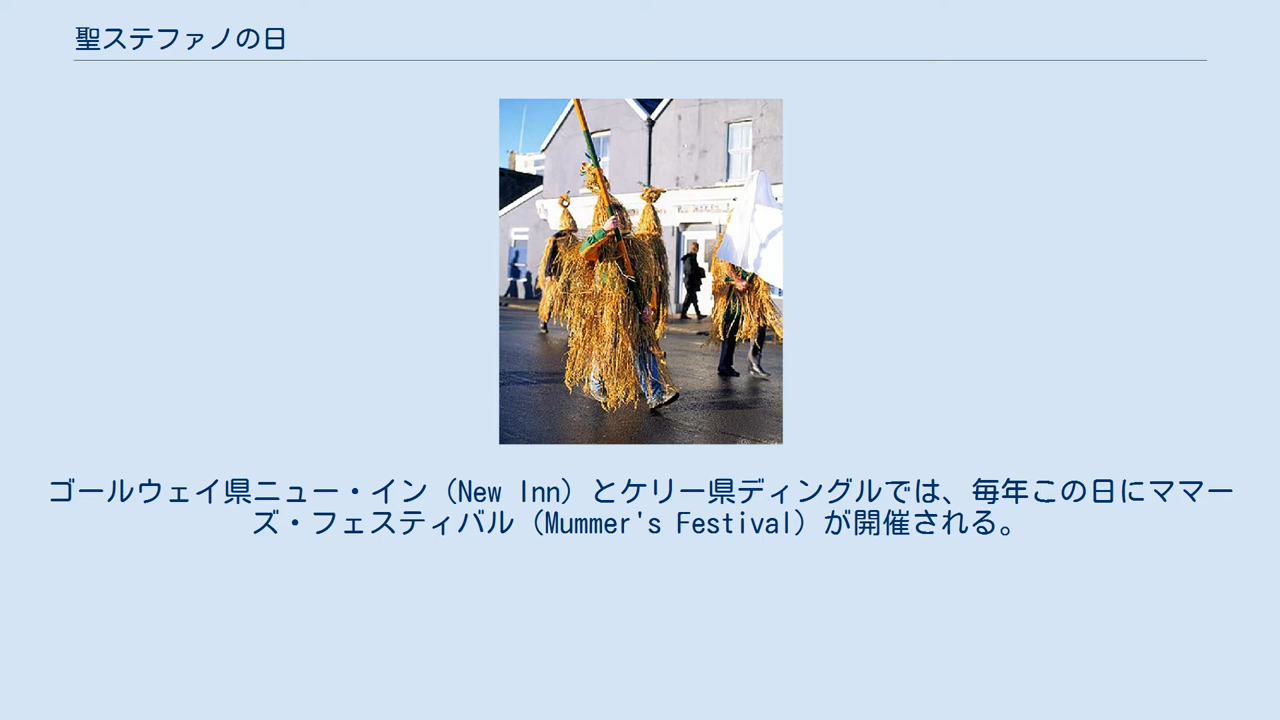 聖ステファノの日
ゴールウェイ県ニュー・イン（New Inn）とケリー県ディングルでは、毎年この日にママー
ズ・フェスティバル（Mummer's Festival）が開催される。